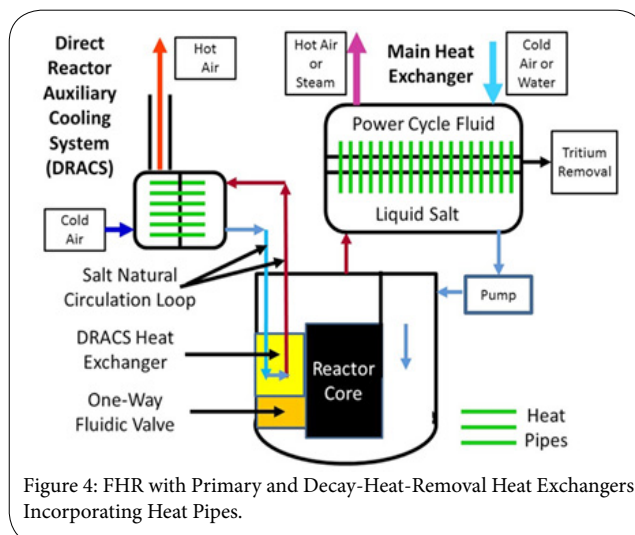 Direct
Reactor
Auxiliary
Cooling
System
(DRACS)
Hot
Air
Hot Air
or
Steam
Main Heat
Exchanger
Cold
Air or
Water
Power Cycle Fluid
Liquid Salt
Tritium
Removal
Cold
Air
Salt Natural
Circulation Loop
Pump
DRACS Heat
Exchanger
Reactor
Core
One-Way
Fluidic Valve
Heat
Pipes
Figure 4: FHR with Primary and Decay-Heat-Removal Heat Exchangers
Incorporating Heat Pipes.